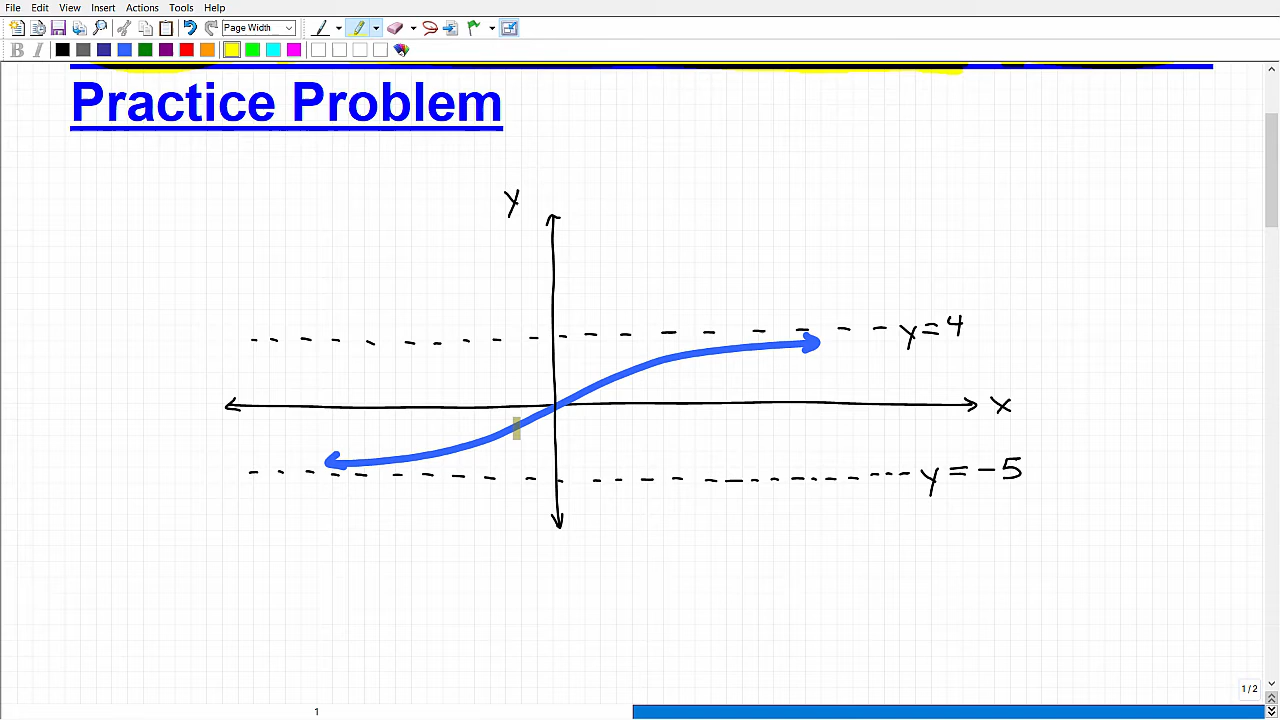 File Edit View Insert Actions Tools Help
Page Width
B I
Practice Problem
y
y=4
x
y = -5
1/2
1